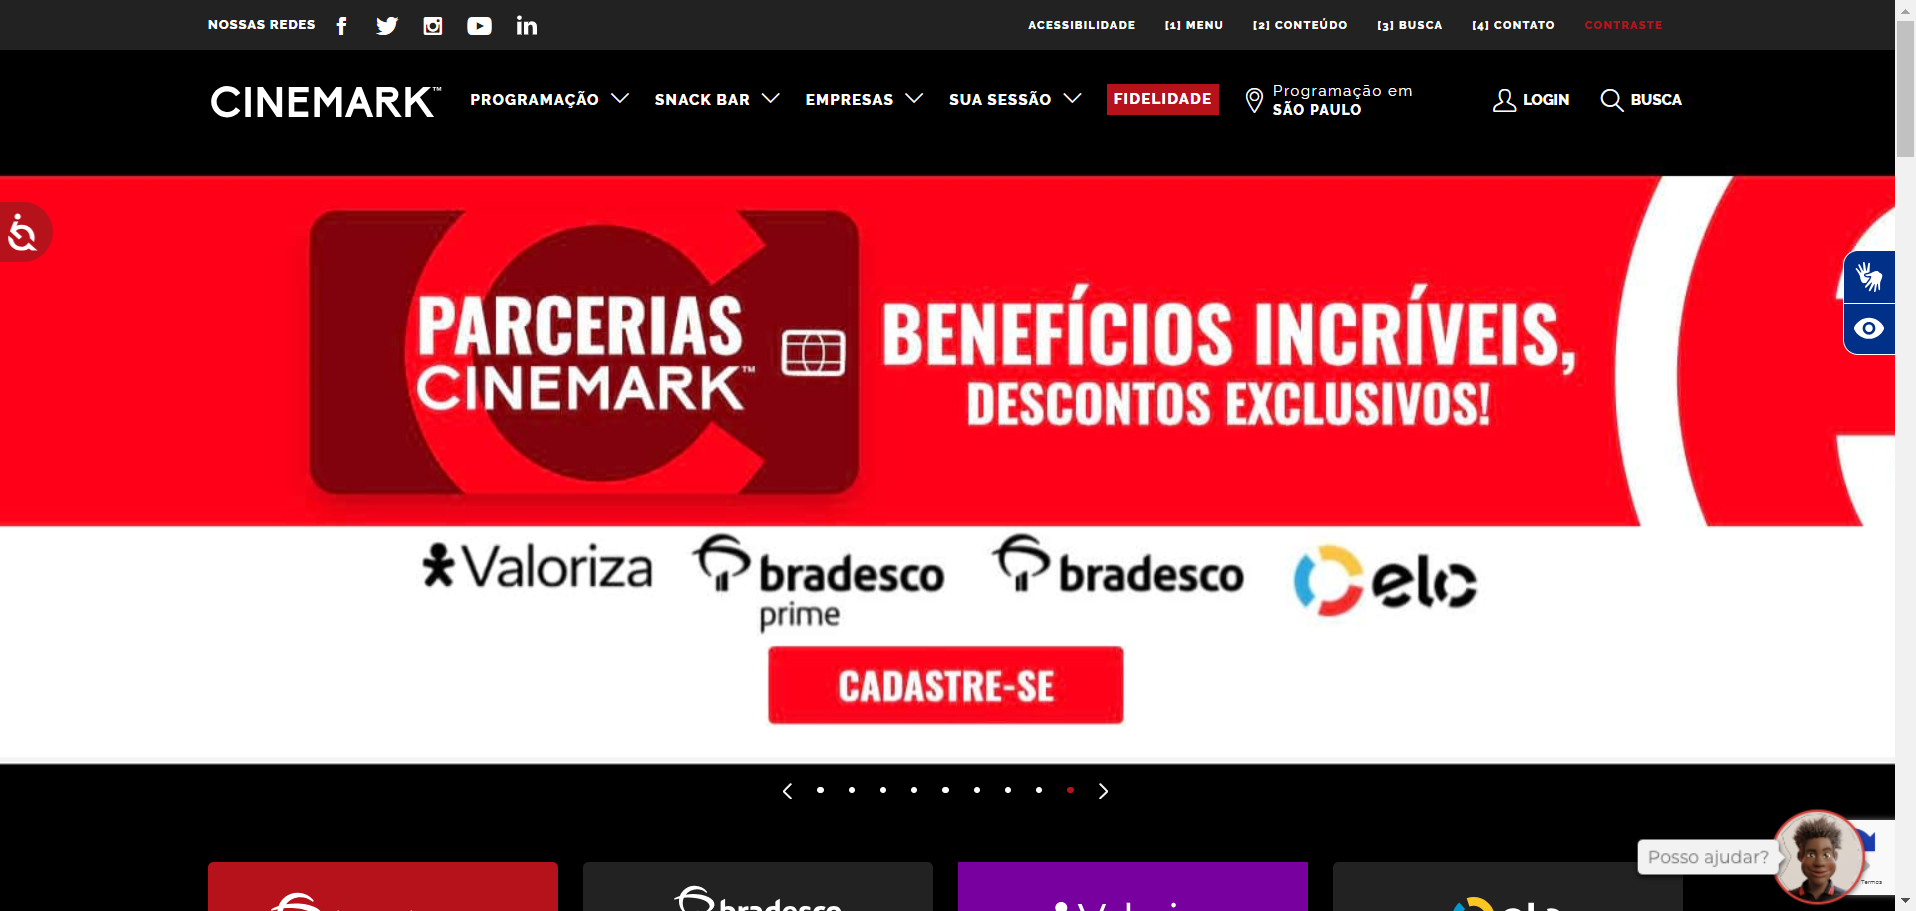 NOSSAS REDES
ACESSIBILIDADE [1] MENU [2] CONTEÚDO [3] BUSCA [4] CONTATO CONTRASTE
CINEMARK™ PROGRAMAÇÃO SNACK BAR EMPRESAS SUA SESSÃO FIDELIDADE
Programação em
SÃO PAULO
LOGIN BUSCA
PARCERIAS
CINEMARK™
BENEFÍCIOS INCRÍVEIS,
DESCONTOS EXCLUSIVOS!
Valoriza
bradesco
prime
bradesco
elo
CADASTRE-SE
Posso ajudar?
Termos